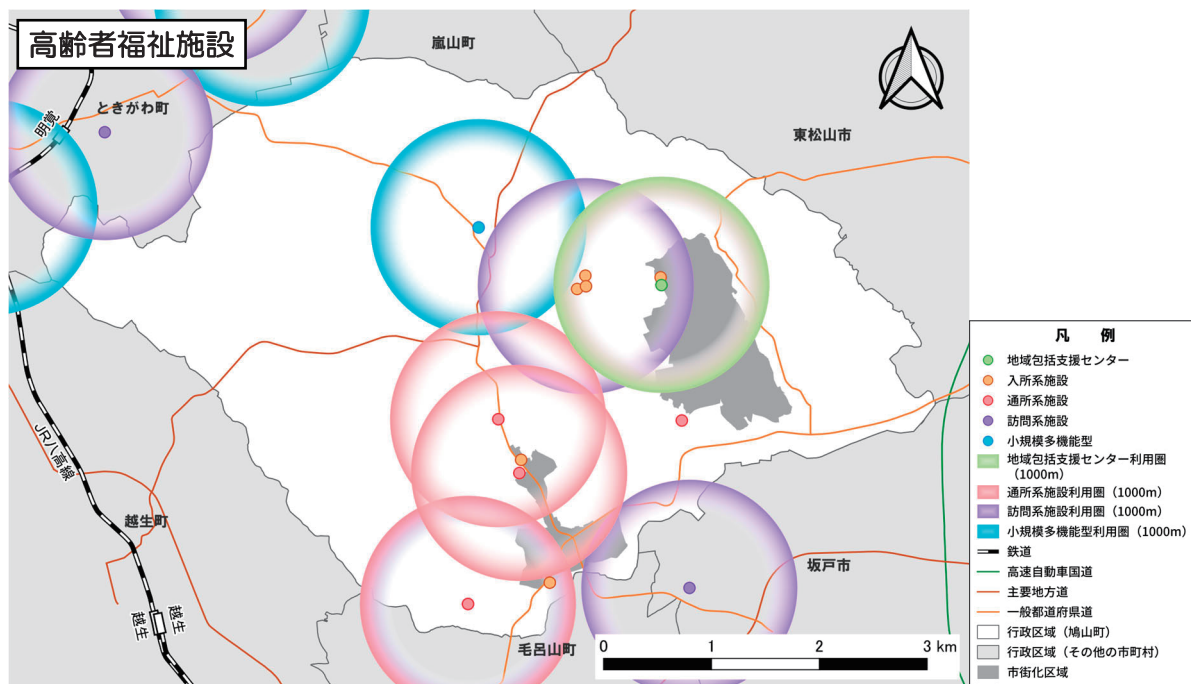 高齢者福祉施設
嵐山町
ときがわ町
明覚
東松山市
JR八高線
越生町
越生
越生
坂戸市
毛呂山町
0 1 2 3 km
凡 例
地域包括支援センター
入所系施設
通所系施設
訪問系施設
小規模多機能型
地域包括支援センター利用圏
（1000m）
通所系施設利用圏（1000m）
訪問系施設利用圏（1000m）
小規模多機能型利用圏（1000m）
鉄道
高速自動車国道
主要地方道
一般都道府県道
行政区域（鳩山町）
行政区域（その他の市町村）
市街化区域